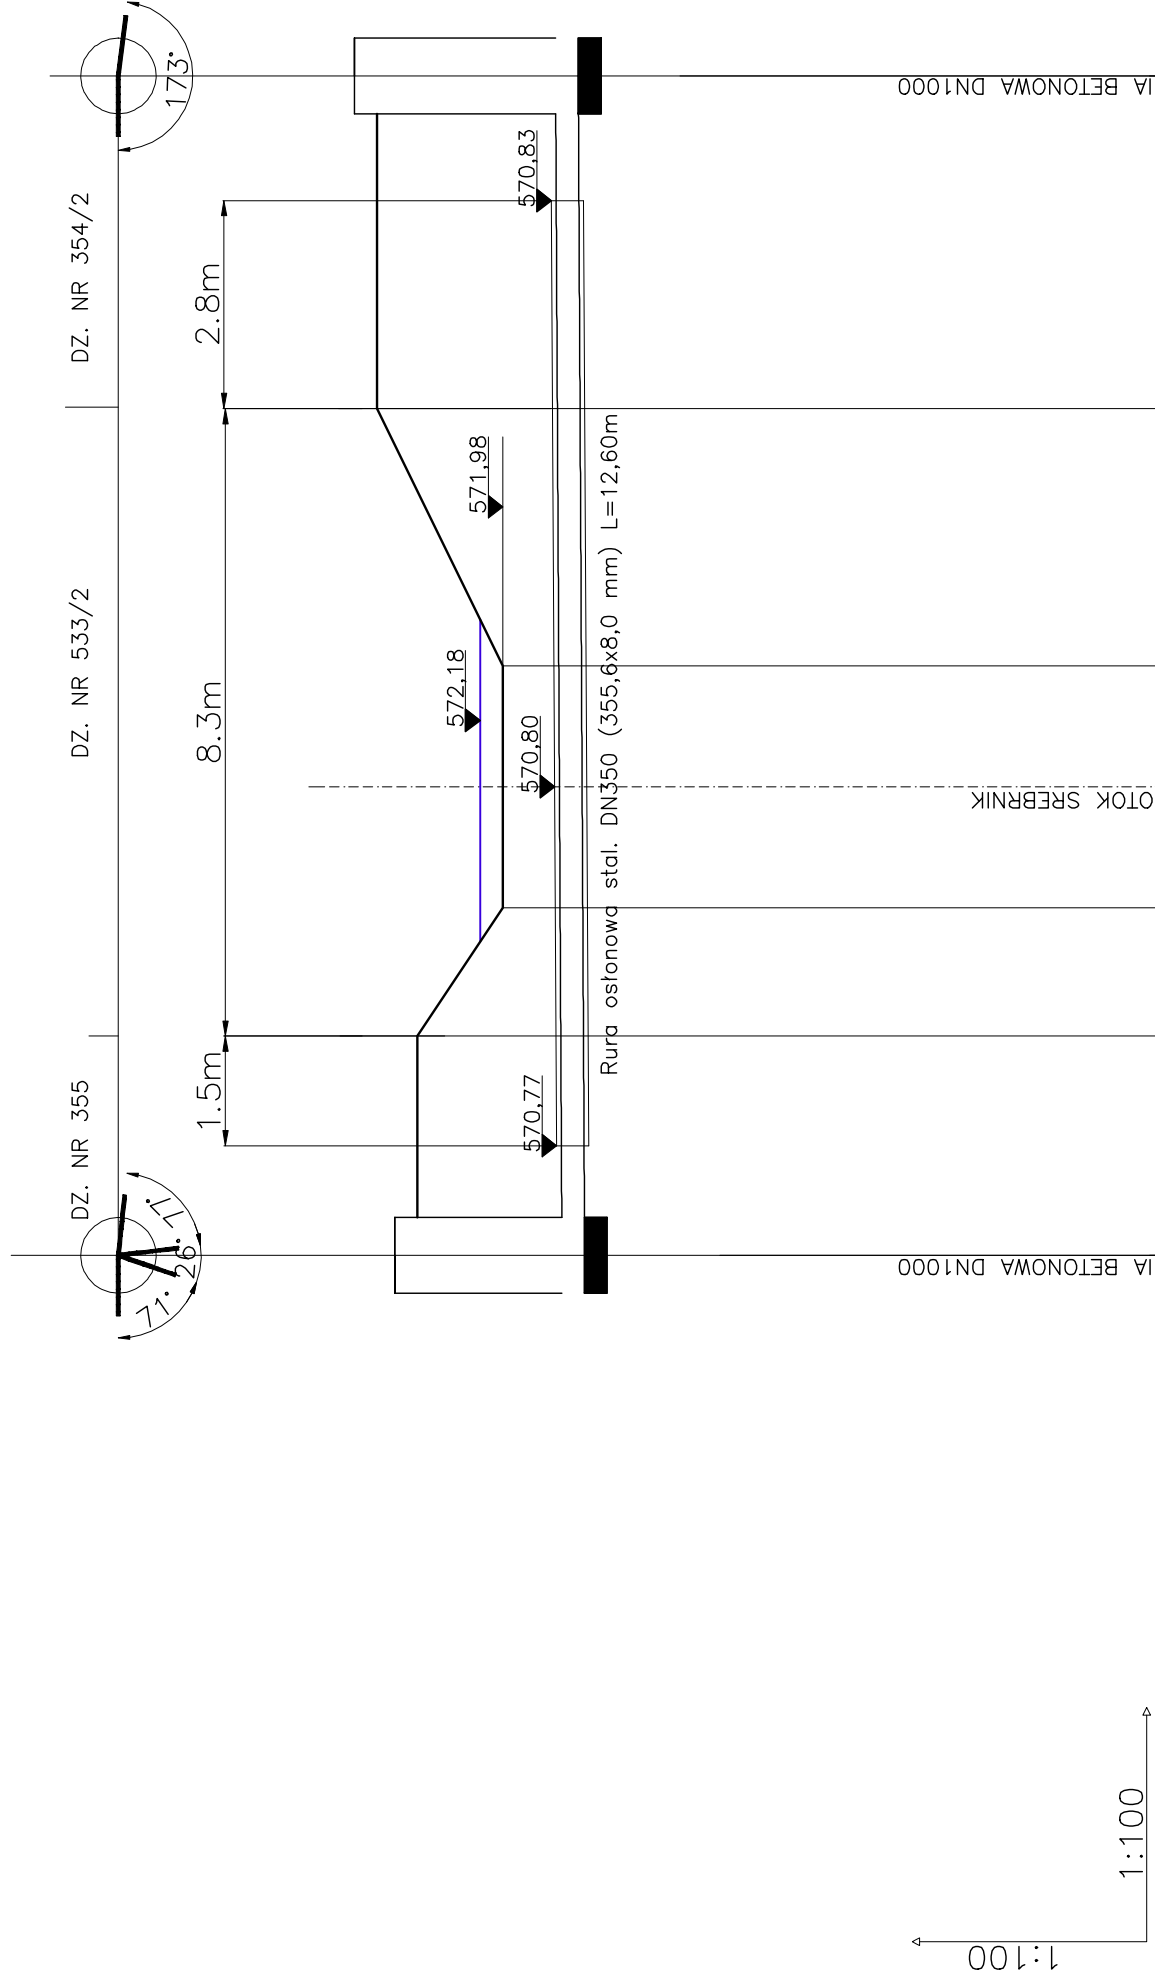 DZ. NR 355
DZ. NR 533/2
DZ. NR 354/2
71°
26°
77°
173°
1.5m
8.3m
2.8m
572,18
571,98
570,77
570,80
570,83
Rura osłonowa stal. DN350 (355,6x8,0 mm) L=12,60m
IA BETONOWA DN1000
OTOK SREBRNIK
IA BETONOWA DN1000
1:100
1:100